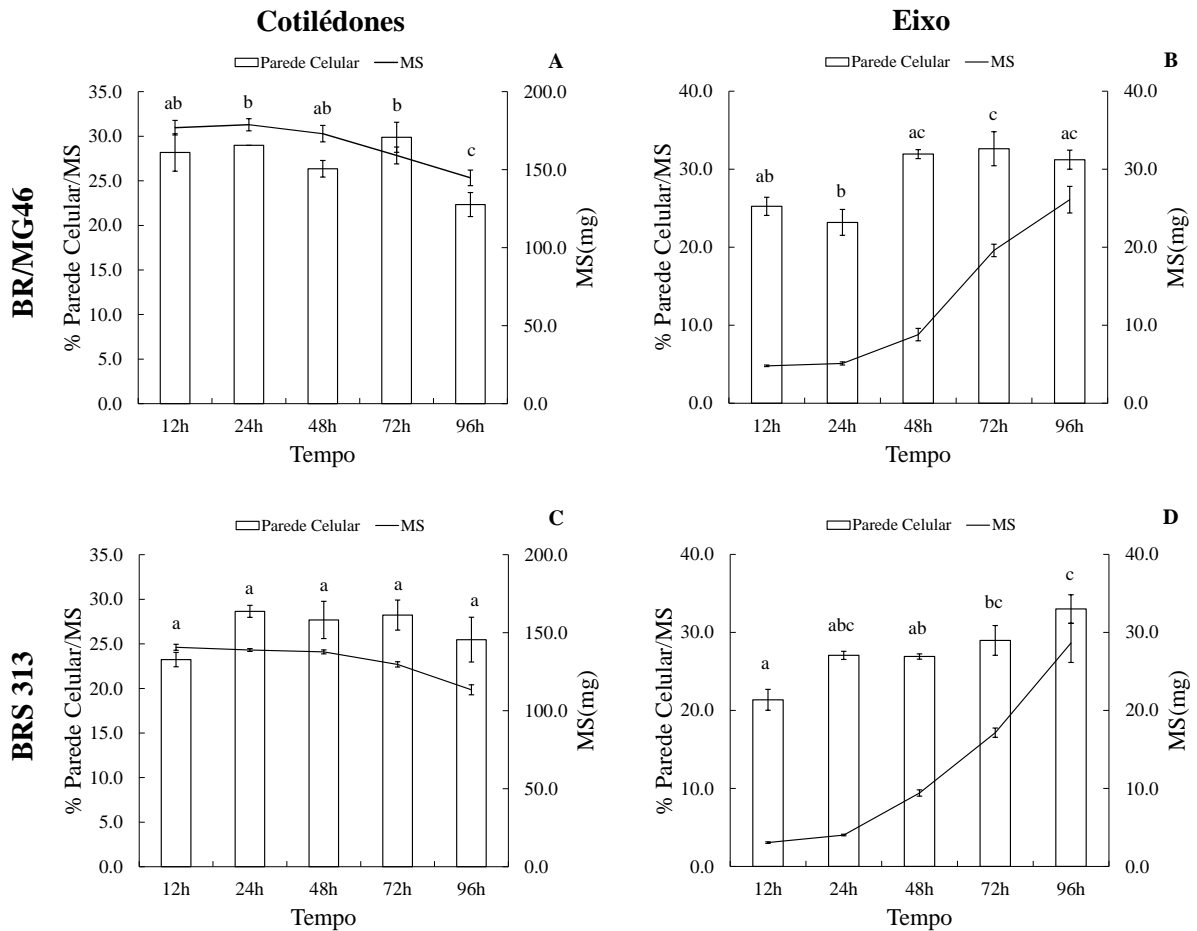 Cotilédones
Eixo
BR/MG46
BRS 313
A
Parede Celular MS
% Parede Celular/MS
35.0
30.0
25.0
20.0
15.0
10.0
5.0
0.0
ab b ab b c
200.0
150.0
100.0
50.0
0.0
MS(mg)
12h 24h 48h 72h 96h
Tempo
B
Parede Celular MS
% Parede Celular/MS
40.0
30.0
20.0
10.0
0.0
ab b ac c ac
40.0
30.0
20.0
10.0
0.0
MS(mg)
12h 24h 48h 72h 96h
Tempo
C
Parede Celular MS
% Parede Celular/MS
35.0
30.0
25.0
20.0
15.0
10.0
5.0
0.0
a a a a a
200.0
150.0
100.0
50.0
0.0
MS(mg)
12h 24h 48h 72h 96h
Tempo
D
Parede Celular MS
% Parede Celular/MS
40.0
30.0
20.0
10.0
0.0
a abc ab bc c
40.0
30.0
20.0
10.0
0.0
MS(mg)
12h 24h 48h 72h 96h
Tempo